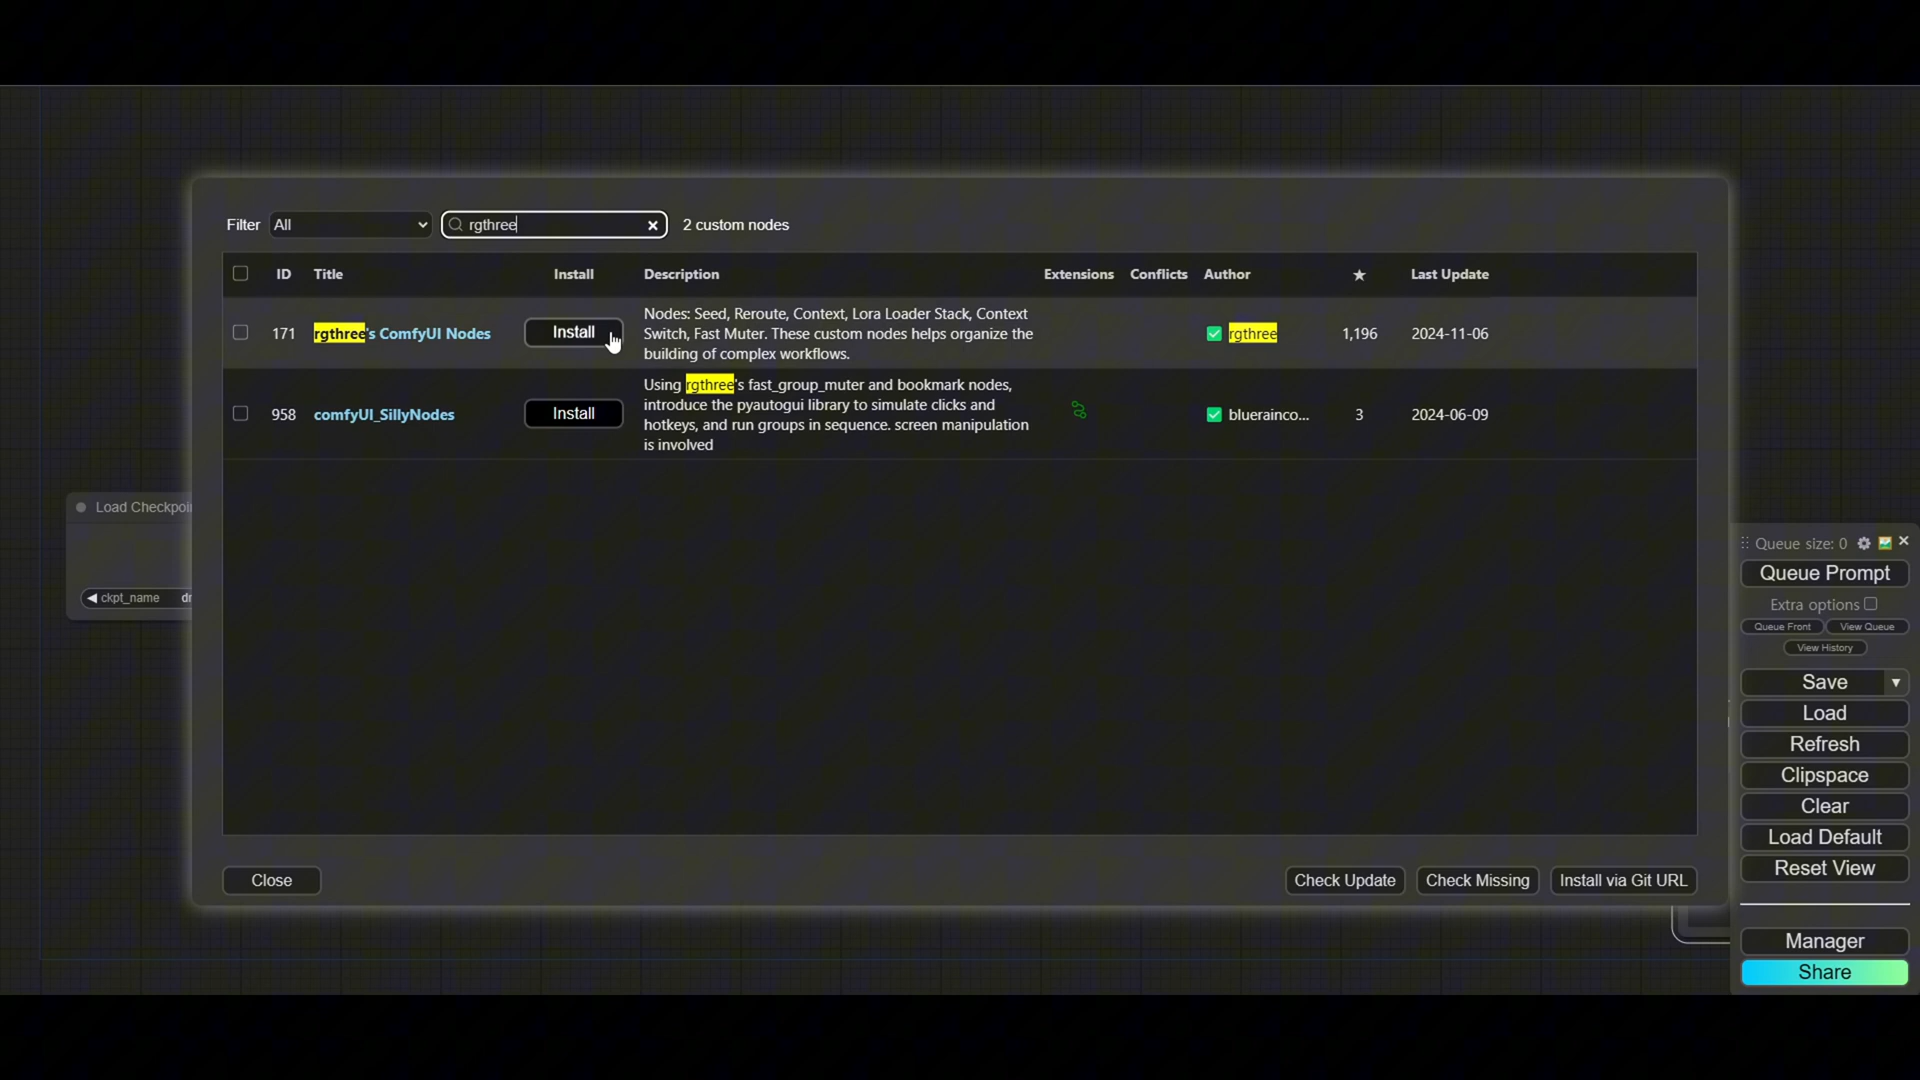 Filter All rgthree 2 custom nodes
ID Title Install Description Extensions Conflicts Author ★ Last Update
171 rgthree's ComfyUI Nodes Install
Nodes: Seed, Reroute, Context, Lora Loader Stack, Context
Switch, Fast Muter. These custom nodes helps organize the
building of complex workflows.
rgthree 1,196 2024-11-06
958 comfyUI_SillyNodes Install
Using rgthree's fast_group_muter and bookmark nodes,
introduce the pyautogui library to simulate clicks and
hotkeys, and run groups in sequence. screen manipulation
is involved
bluerainco... 3 2024-06-09
Load Checkpoi
ckpt_name
Queue size: 0
Queue Prompt
Extra options
Queue Front View Queue
View History
Save
Load
Refresh
Clipspace
Clear
Load Default
Reset View
Manager
Share
Close Check Update Check Missing Install via Git URL